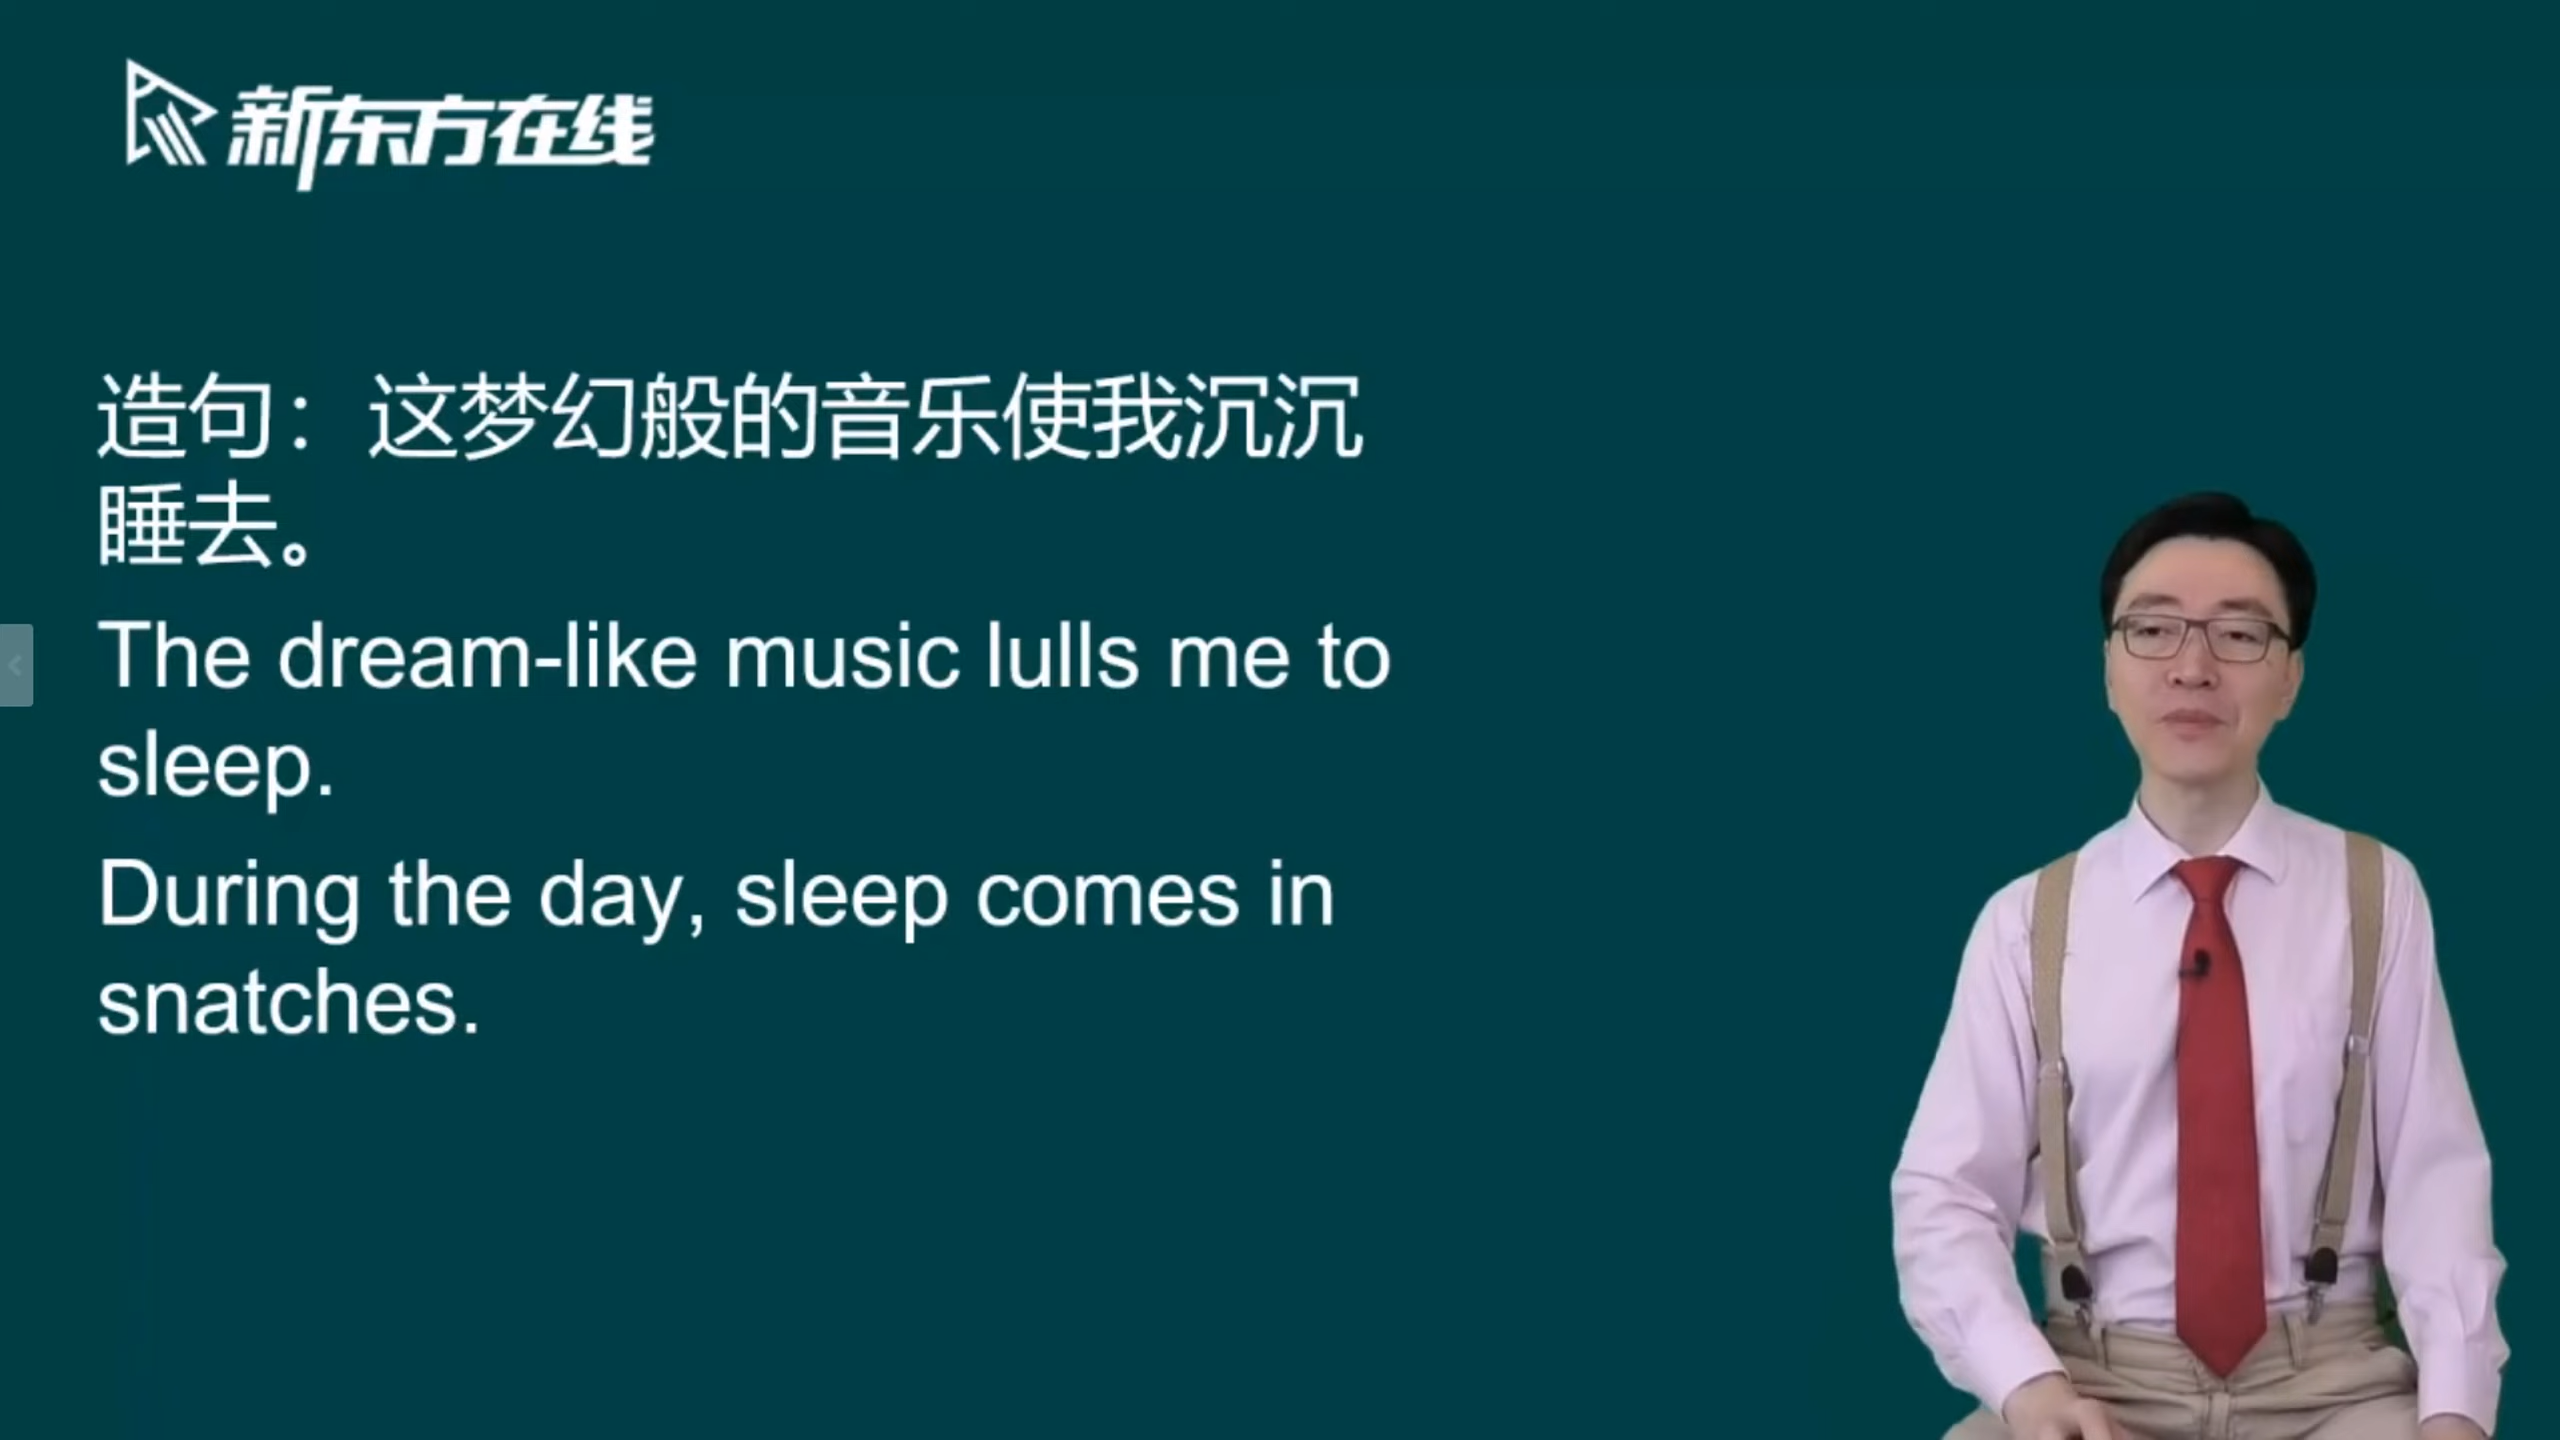 新东方在线
造句：这梦幻般的音乐使我沉沉
睡去。
The dream-like music lulls me to
sleep.
During the day, sleep comes in
snatches.